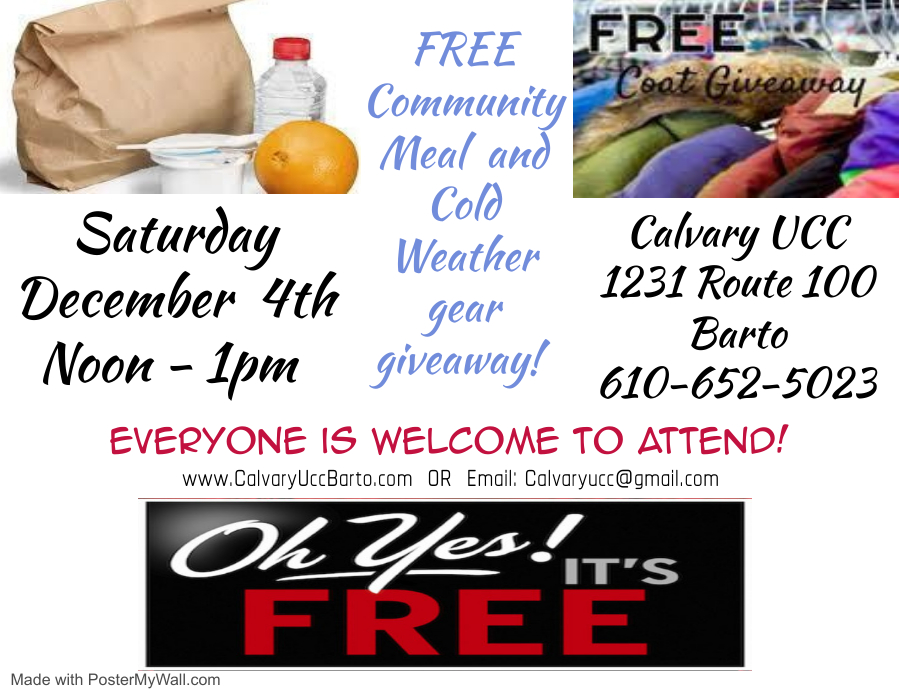 FREE
Community
Meal and
Cold
Weather
gear
giveaway!
FREE
Coat Giveaway
Saturday
December 4th
Noon - 1pm
Calvary UCC
1231 Route 100
Barto
610-652-5023
EVERYONE IS WELCOME TO ATTEND!
www.CalvaryUccBarto.com OR Email: Calvaryucc@gmail.com
Oh Yes!
IT'S
FREE
Made with PosterMyWall.com